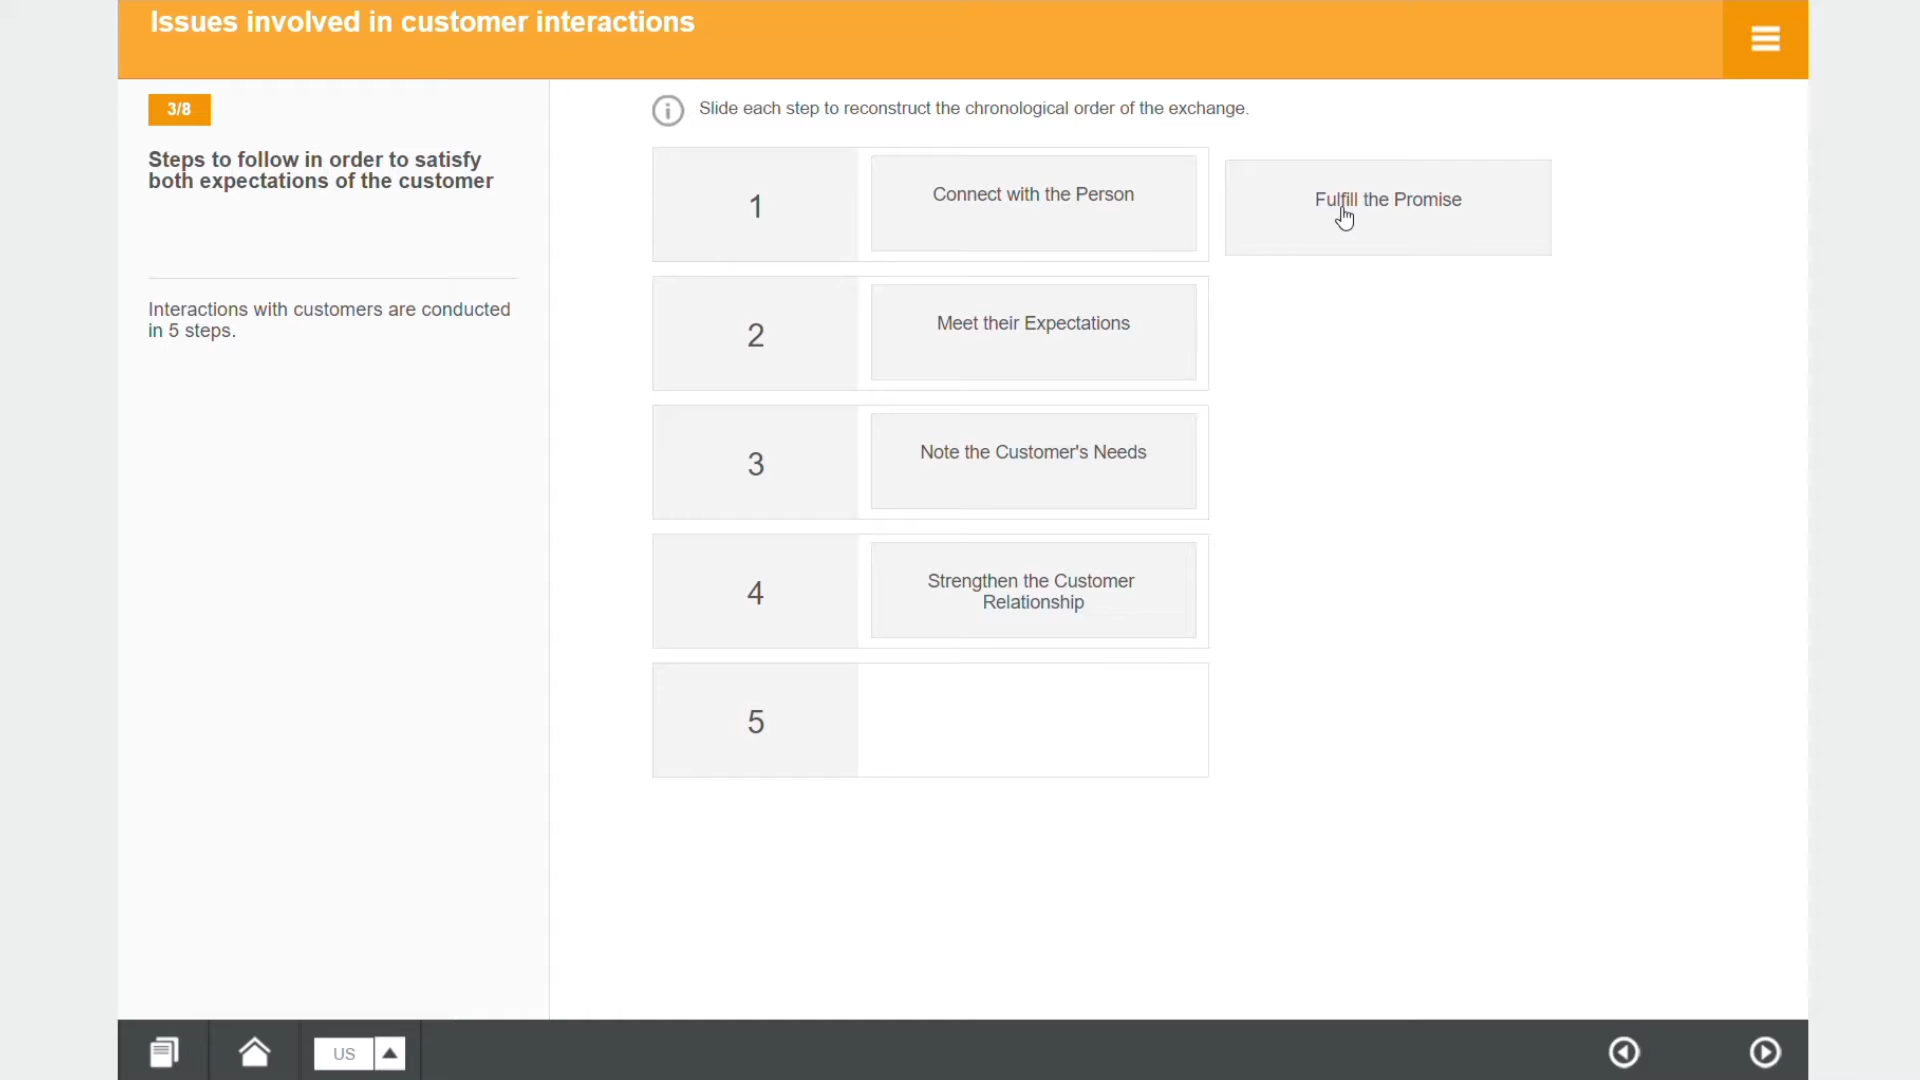 Issues involved in customer interactions
3/8
Steps to follow in order to satisfy
both expectations of the customer
Interactions with customers are conducted
in 5 steps.
Slide each step to reconstruct the chronological order of the exchange.
1
Connect with the Person
Fulfill the Promise
2
Meet their Expectations
3
Note the Customer's Needs
4
Strengthen the Customer
Relationship
5
US